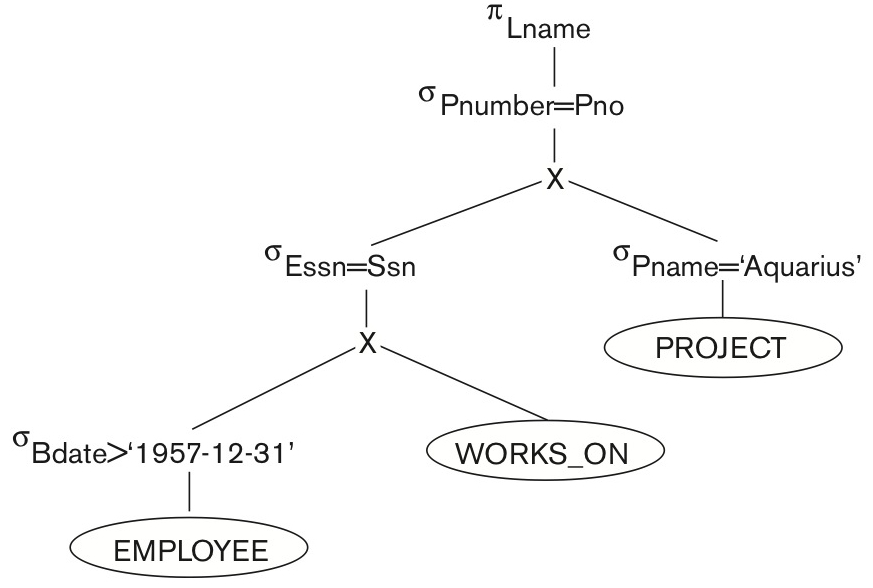 π Lname
σ Pnumber=Pno
X
σ Essn=Ssn
σ Pname=‘Aquarius’
X
PROJECT
σ Bdate>‘1957-12-31’
WORKS_ON
EMPLOYEE